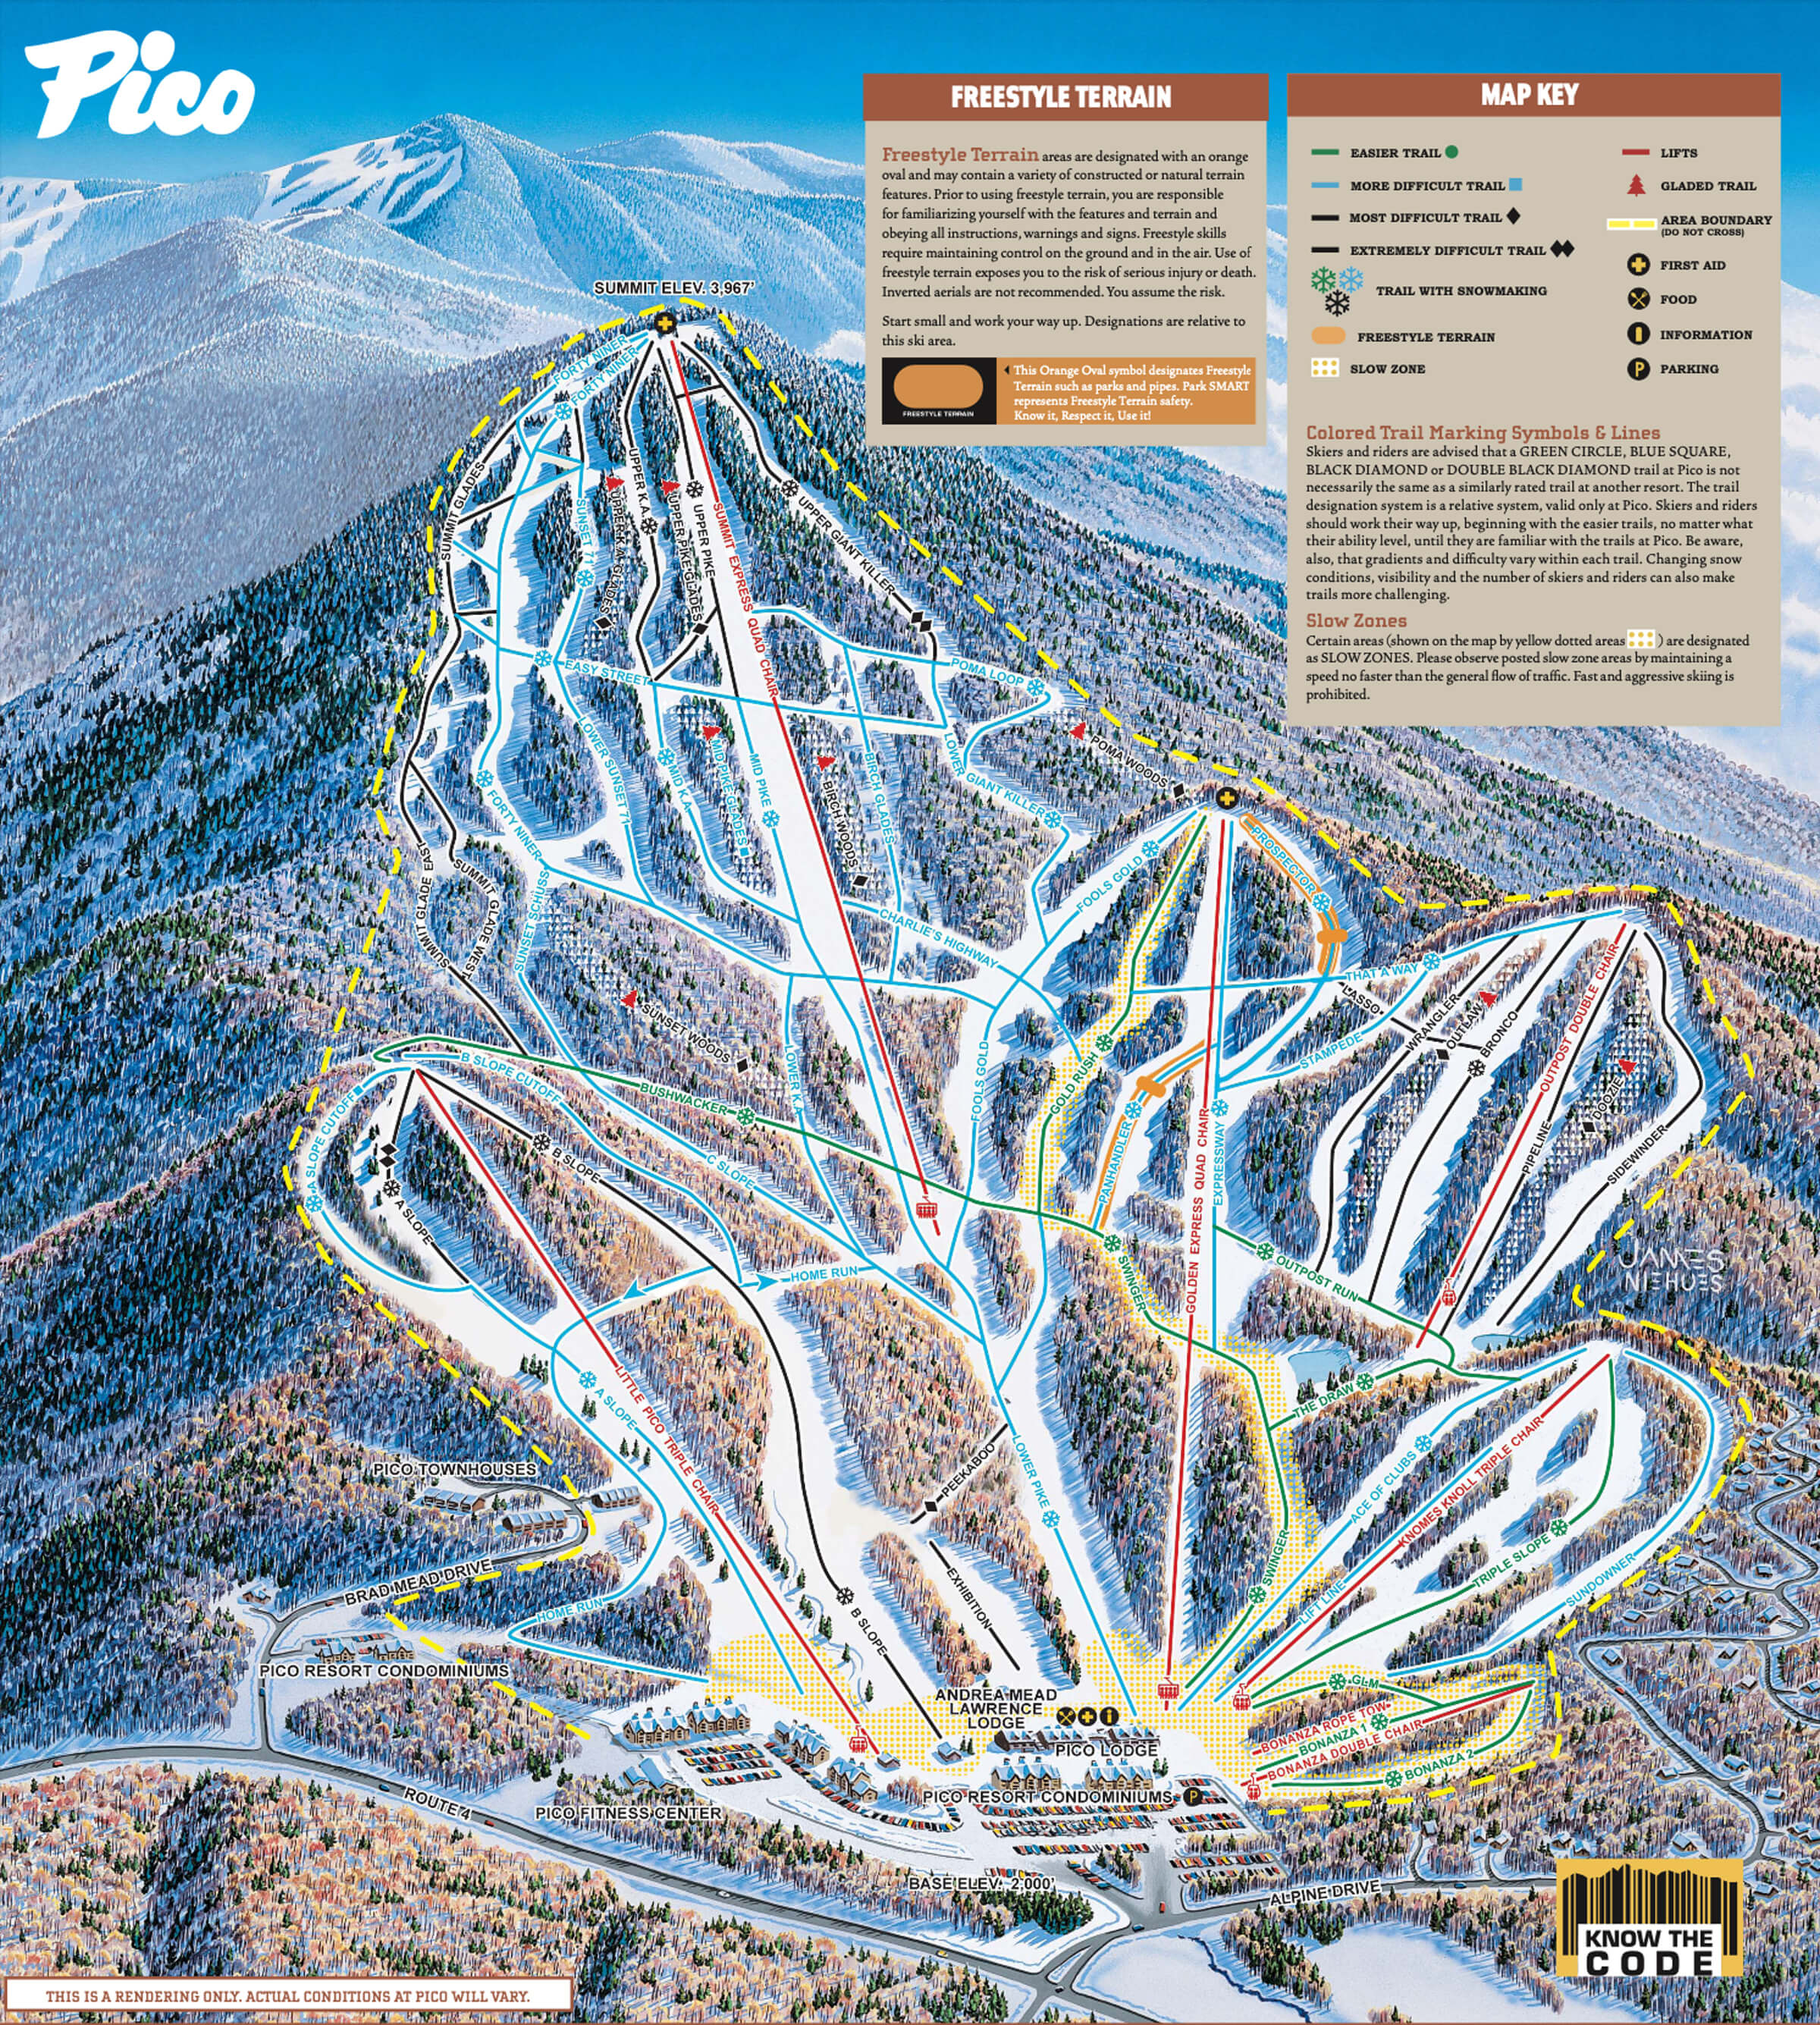 Pico
FREESTYLE TERRAIN
Freestyle Terrain areas are designated with an orange
oval and may contain a variety of constructed or natural terrain
features. Prior to using freestyle terrain, you are responsible
for familiarizing yourself with the features and terrain and
obeying all instructions, warnings and signs. Freestyle skills
require maintaining control on the ground and in the air. Use of
freestyle terrain exposes you to the risk of serious injury or death.
Inverted aerials are not recommended. You assume the risk.
Start small and work your way up. Designations are relative to
this ski area.
FREESTYLE TERRAIN
This Orange Oval symbol designates Freestyle
Terrain such as parks and pipes. Park SMART
represents Freestyle Terrain safety.
Know it, Respect it, Use it!
MAP KEY
EASIER TRAIL
MORE DIFFICULT TRAIL
MOST DIFFICULT TRAIL
EXTREMELY DIFFICULT TRAIL
TRAIL WITH SNOWMAKING
FREESTYLE TERRAIN
SLOW ZONE
LIFTS
GLADED TRAIL
AREA BOUNDARY
(DO NOT CROSS)
FIRST AID
FOOD
INFORMATION
P PARKING
Colored Trail Marking Symbols & Lines
Skiers and riders are advised that a GREEN CIRCLE, BLUE SQUARE,
BLACK DIAMOND or DOUBLE BLACK DIAMOND trail at Pico is not
necessarily the same as a similarly rated trail at another resort. The trail
designation system is a relative system, valid only at Pico. Skiers and riders
should work their way up, beginning with the easier trails, no matter what
their ability level, until they are familiar with the trails at Pico. Be aware,
also, that gradients and difficulty vary within each trail. Changing snow
conditions, visibility and the number of skiers and riders can also make
trails more challenging.
Slow Zones
Certain areas (shown on the map by yellow dotted areas ) are designated
as SLOW ZONES. Please observe posted slow zone areas by maintaining a
speed no faster than the general flow of traffic. Fast and aggressive skiing is
prohibited.
SUMMIT ELEV. 3,967'
FORTY NINER
FORTY NINER
SUMMIT GLADES
SUNSET 71
UPPER K.A. GLADES
UPPER K.A.
UPPER PIKE GLADES
UPPER PIKE
SUMMIT EXPRESS QUAD CHAIR
UPPER GIANT KILLER
EASY STREET
POMA LOOP
LOWER SUNSET 71
MID K.A.
MID PIKE GLADES
MID PIKE
BIRCH WOODS
BIRCH GLADES
LOWER GIANT KILLER
POMA WOODS
FORTY NINER
SUMMIT GLADE EAST
SUMMIT GLADE WEST
SUNSET SCHUSS
CHARLIE'S HIGHWAY
FOOLS GOLD
PROSPECTOR
THAT A WAY
LASSO
WRANGLER
OUTLAW
BRONCO
OUTPOST DOUBLE CHAIR
SUNSET WOODS
LOWER K.A.
FOOLS GOLD
GOLD RUSH
STAMPEDE
B SLOPE CUTOFF
BUSHWACKER
A SLOPE CUTOFF
B SLOPE
C SLOPE
A SLOPE
PANHANDLER
GOLDEN EXPRESS QUAD CHAIR
EXPRESSWAY
PIPELINE
DOOZIE
SIDEWINDER
HOME RUN
SWINGER
OUTPOST RUN
JAMES NIEHUES
A SLOPE
LITTLE PICO TRIPLE CHAIR
THE DRAW
PEEKABOO
LOWER PIKE
ACE OF CLUBS
KNOMES KNOLL TRIPLE CHAIR
PICO TOWNHOUSES
BRAD MEAD DRIVE
HOME RUN
EXHIBITION
B SLOPE
SWINGER
LIFT LINE
TRIPLE SLOPE
SUNDOWNER
PICO RESORT CONDOMINIUMS
ANDREA MEAD
LAWRENCE
LODGE
PICO LODGE
GLM
BONANZA ROPE TOW
BONANZA 1
BONANZA DOUBLE CHAIR
BONANZA 2
PICO RESORT CONDOMINIUMS P
ROUTE 4
PICO FITNESS CENTER
BASE ELEV. 2,000'
ALPINE DRIVE
KNOW THE
CODE
THIS IS A RENDERING ONLY. ACTUAL CONDITIONS AT PICO WILL VARY.